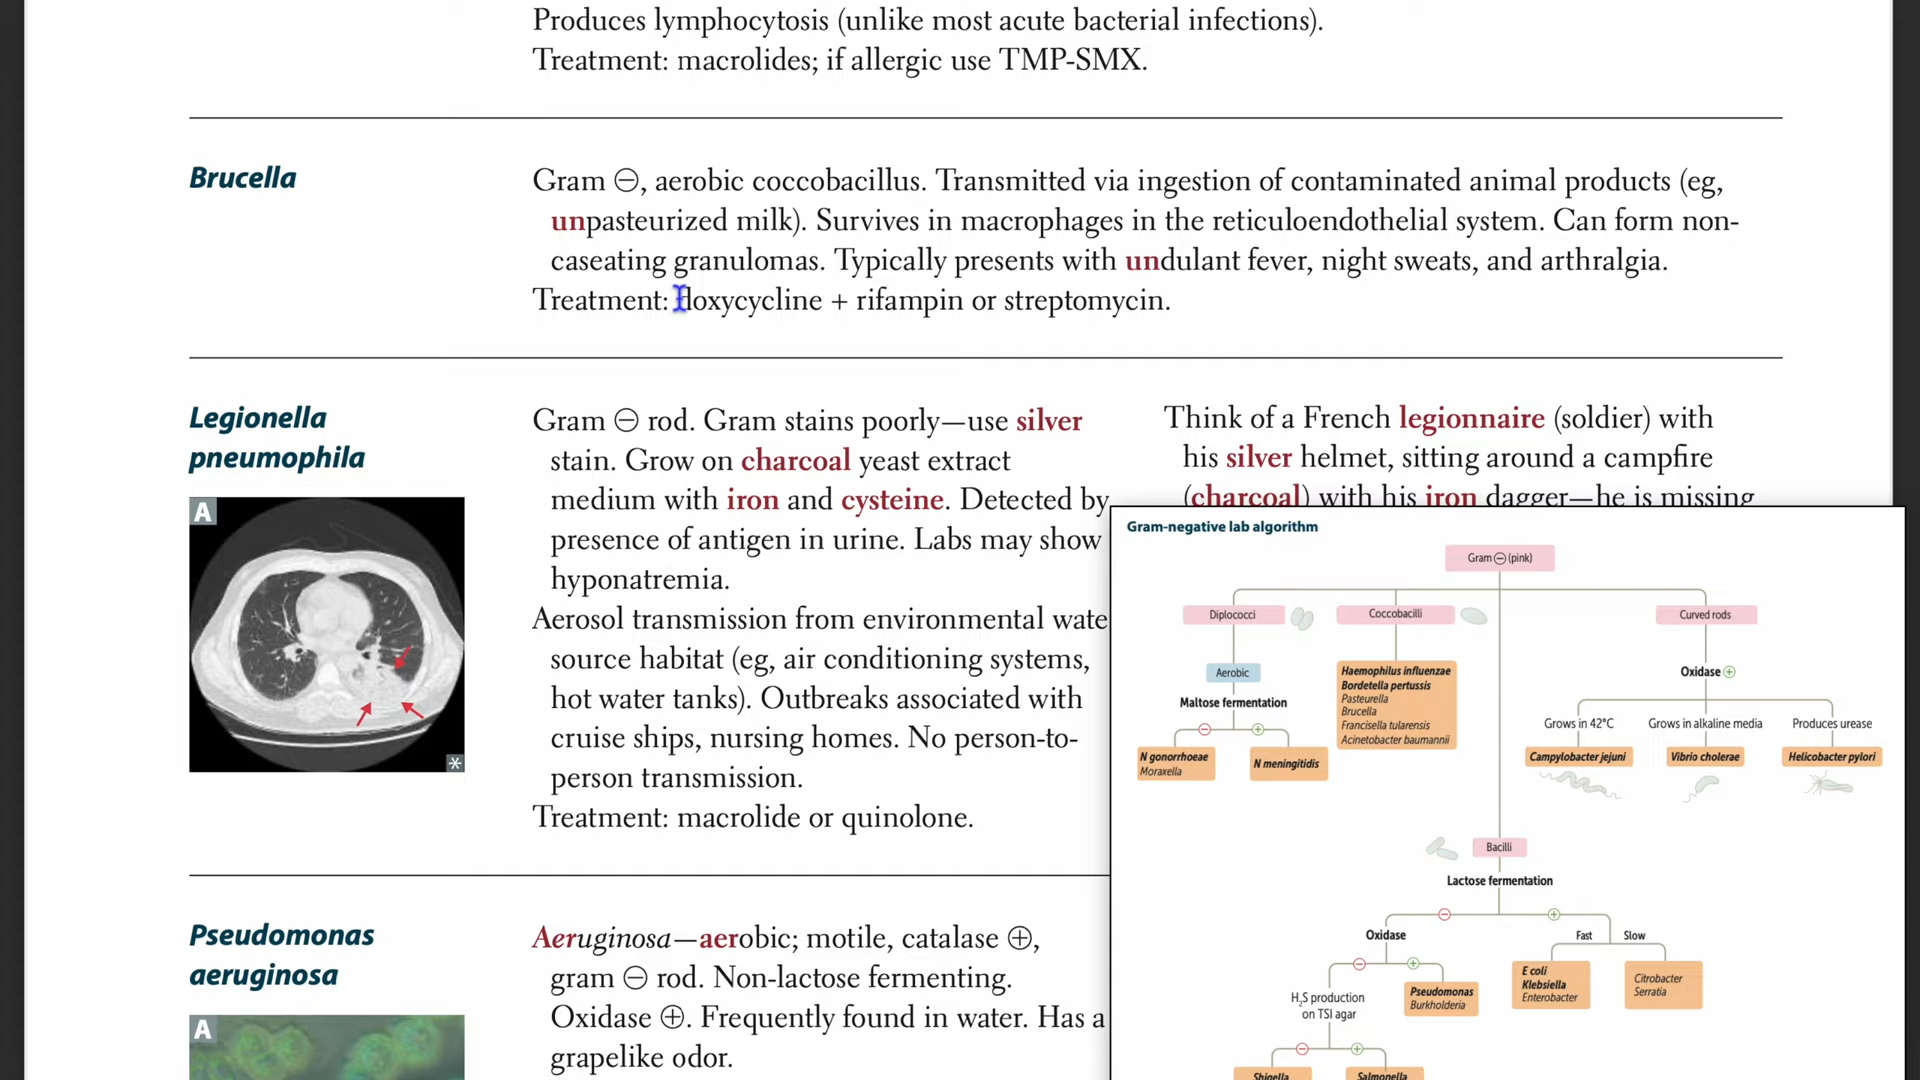 Produces lymphocytosis (unlike most acute bacterial infections).
Treatment: macrolides; if allergic use TMP-SMX.
Brucella
Gram ⊖, aerobic coccobacillus. Transmitted via ingestion of contaminated animal products (eg,
unpasteurized milk). Survives in macrophages in the reticuloendothelial system. Can form non-
caseating granulomas. Typically presents with undulant fever, night sweats, and arthralgia.
Treatment: doxycycline + rifampin or streptomycin.
Legionella
pneumophila
A
Gram ⊖ rod. Gram stains poorly—use silver
stain. Grow on charcoal yeast extract
medium with iron and cysteine. Detected by
presence of antigen in urine. Labs may show
hyponatremia.
Aerosol transmission from environmental wate
source habitat (eg, air conditioning systems,
hot water tanks). Outbreaks associated with
cruise ships, nursing homes. No person-to-
person transmission.
Treatment: macrolide or quinolone.
Think of a French legionnaire (soldier) with
his silver helmet, sitting around a campfire
(charcoal) with his iron dagger—he is missing
Pseudomonas
aeruginosa
A
Aeruginosa—aerobic; motile, catalase ⊕,
gram ⊖ rod. Non-lactose fermenting.
Oxidase ⊕. Frequently found in water. Has a
grapelike odor.
Gram-negative lab algorithm
Gram ⊖ (pink)
Diplococci
Coccobacilli
Curved rods
Aerobic
Maltose fermentation
⊖
⊕
N gonorrhoeae
Moraxella
N meningitidis
Haemophilus influenzae
Bordetella pertussis
Pasteurella
Brucella
Francisella tularensis
Acinetobacter baumannii
Oxidase ⊕
Grows in 42°C
Grows in alkaline media
Produces urease
Campylobacter jejuni
Vibrio cholerae
Helicobacter pylori
Bacilli
Lactose fermentation
⊖
⊕
Oxidase
Fast
Slow
⊖
⊕
E coli
Klebsiella
Enterobacter
Citrobacter
Serratia
Pseudomonas
Burkholderia
H₂S production
on TSI agar
⊖
⊕
Shigella
Salmonella